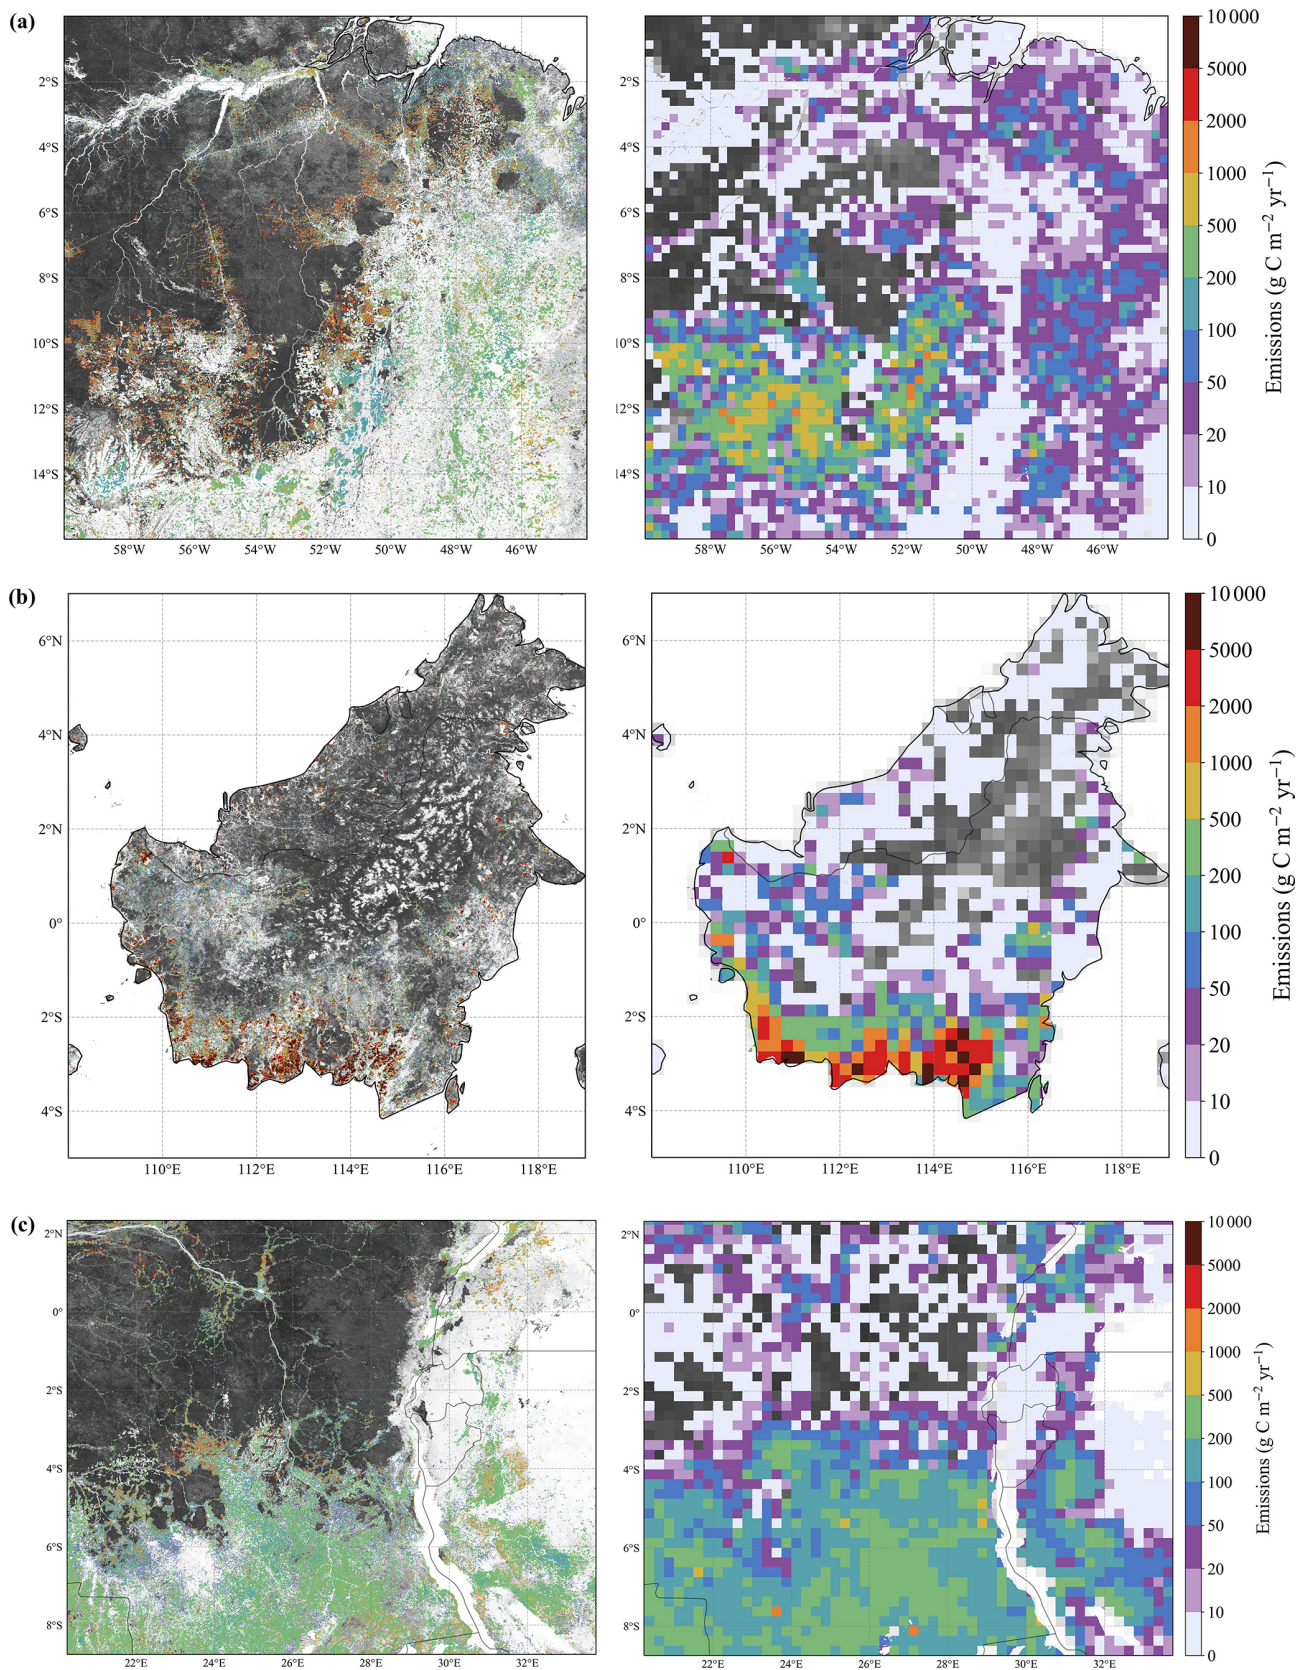 (a)
2°S
4°S
6°S
8°S
10°S
12°S
14°S
58°W 56°W 54°W 52°W 50°W 48°W 46°W
2°S
4°S
6°S
8°S
10°S
12°S
14°S
58°W 56°W 54°W 52°W 50°W 48°W 46°W
10 000
5000
2000
1000
500
200
100
50
20
10
0
Emissions (g C m−2 yr−1)
(b)
6°N
4°N
2°N
0°
2°S
4°S
110°E 112°E 114°E 116°E 118°E
6°N
4°N
2°N
0°
2°S
4°S
110°E 112°E 114°E 116°E 118°E
10 000
5000
2000
1000
500
200
100
50
20
10
0
Emissions (g C m−2 yr−1)
(c)
2°N
0°
2°S
4°S
6°S
8°S
22°E 24°E 26°E 28°E 30°E 32°E
2°N
0°
2°S
4°S
6°S
8°S
22°E 24°E 26°E 28°E 30°E 32°E
10 000
5000
2000
1000
500
200
100
50
20
10
0
Emissions (g C m−2 yr−1)